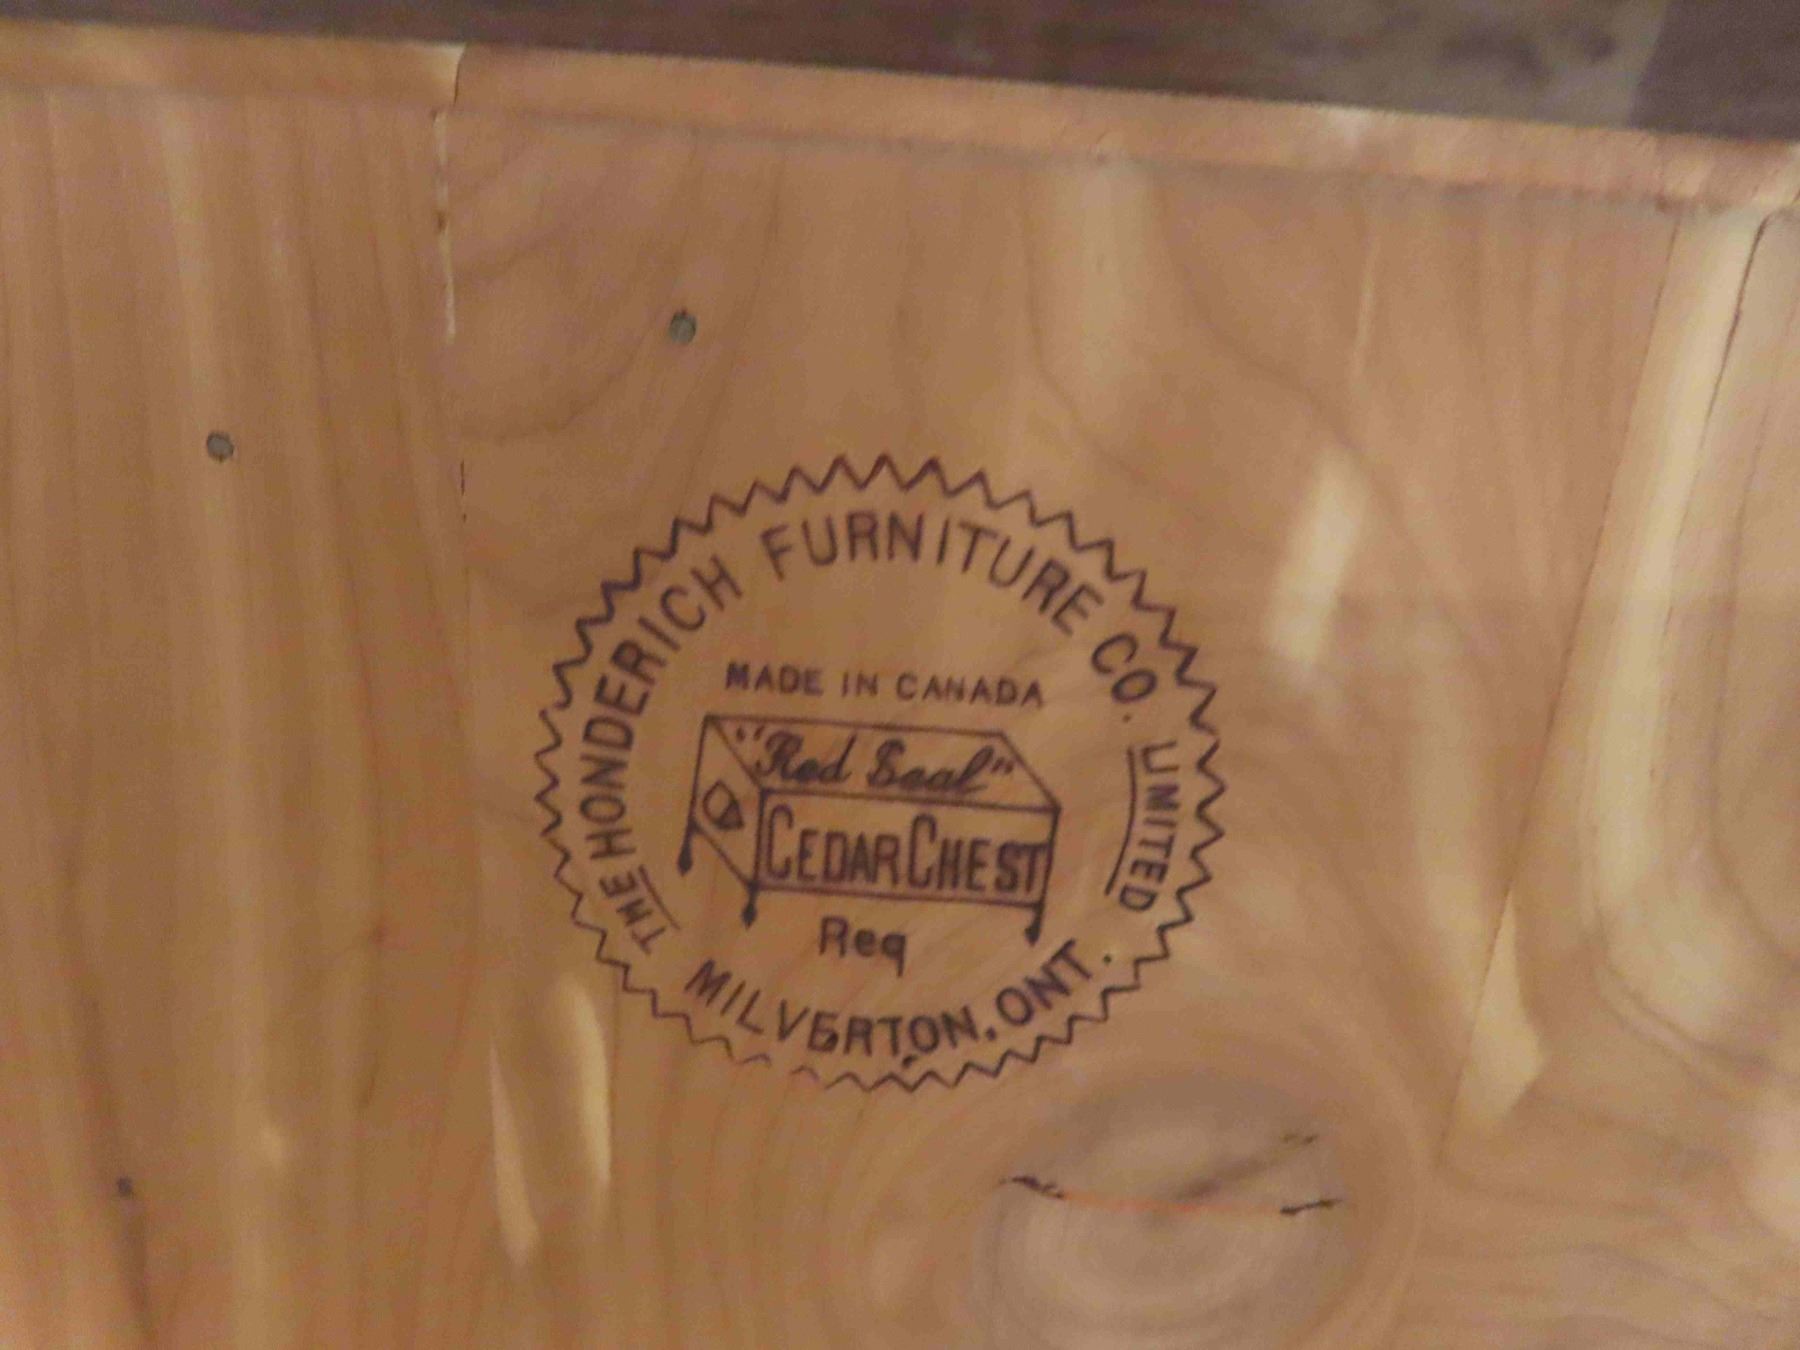 THE HONDERICH FURNITURE CO. LIMITED
MADE IN CANADA
"Red Seal"
CEDAR CHEST
Req
MILVERTON, ONT.